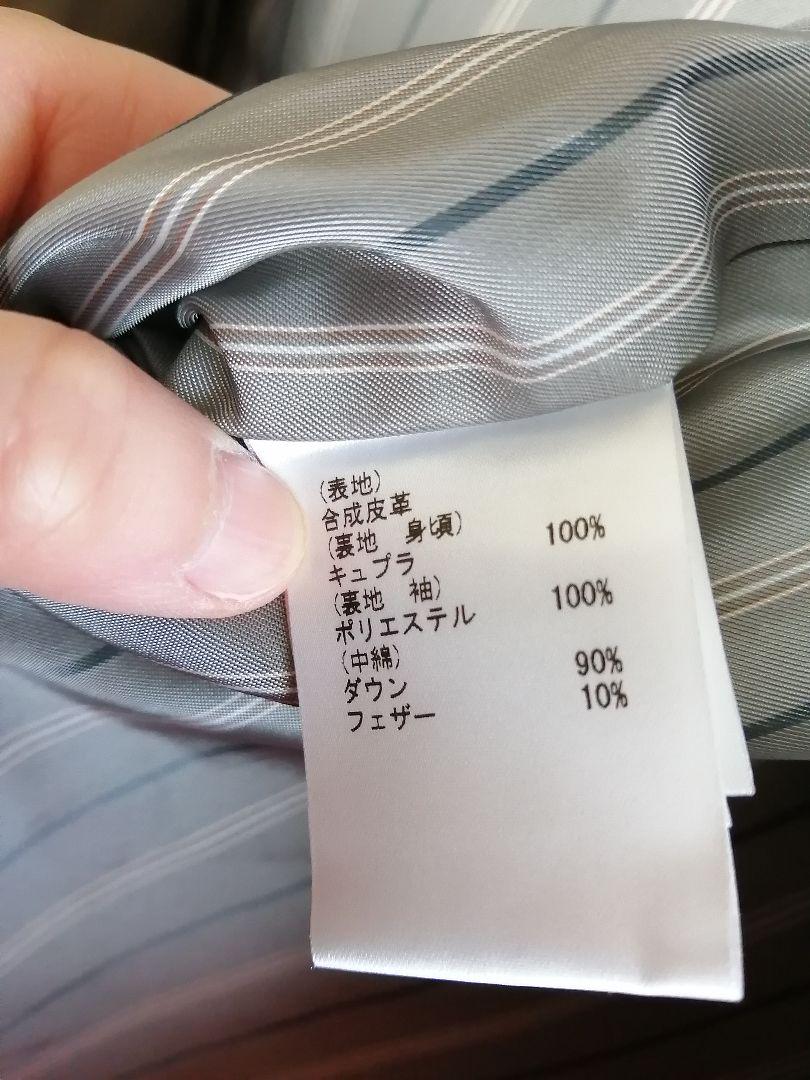 (表地)
合成皮革
(裏地 身頃)
キュプラ 100%
(裏地 袖)
ポリエステル 100%
(中綿)
ダウン 90%
フェザー 10%